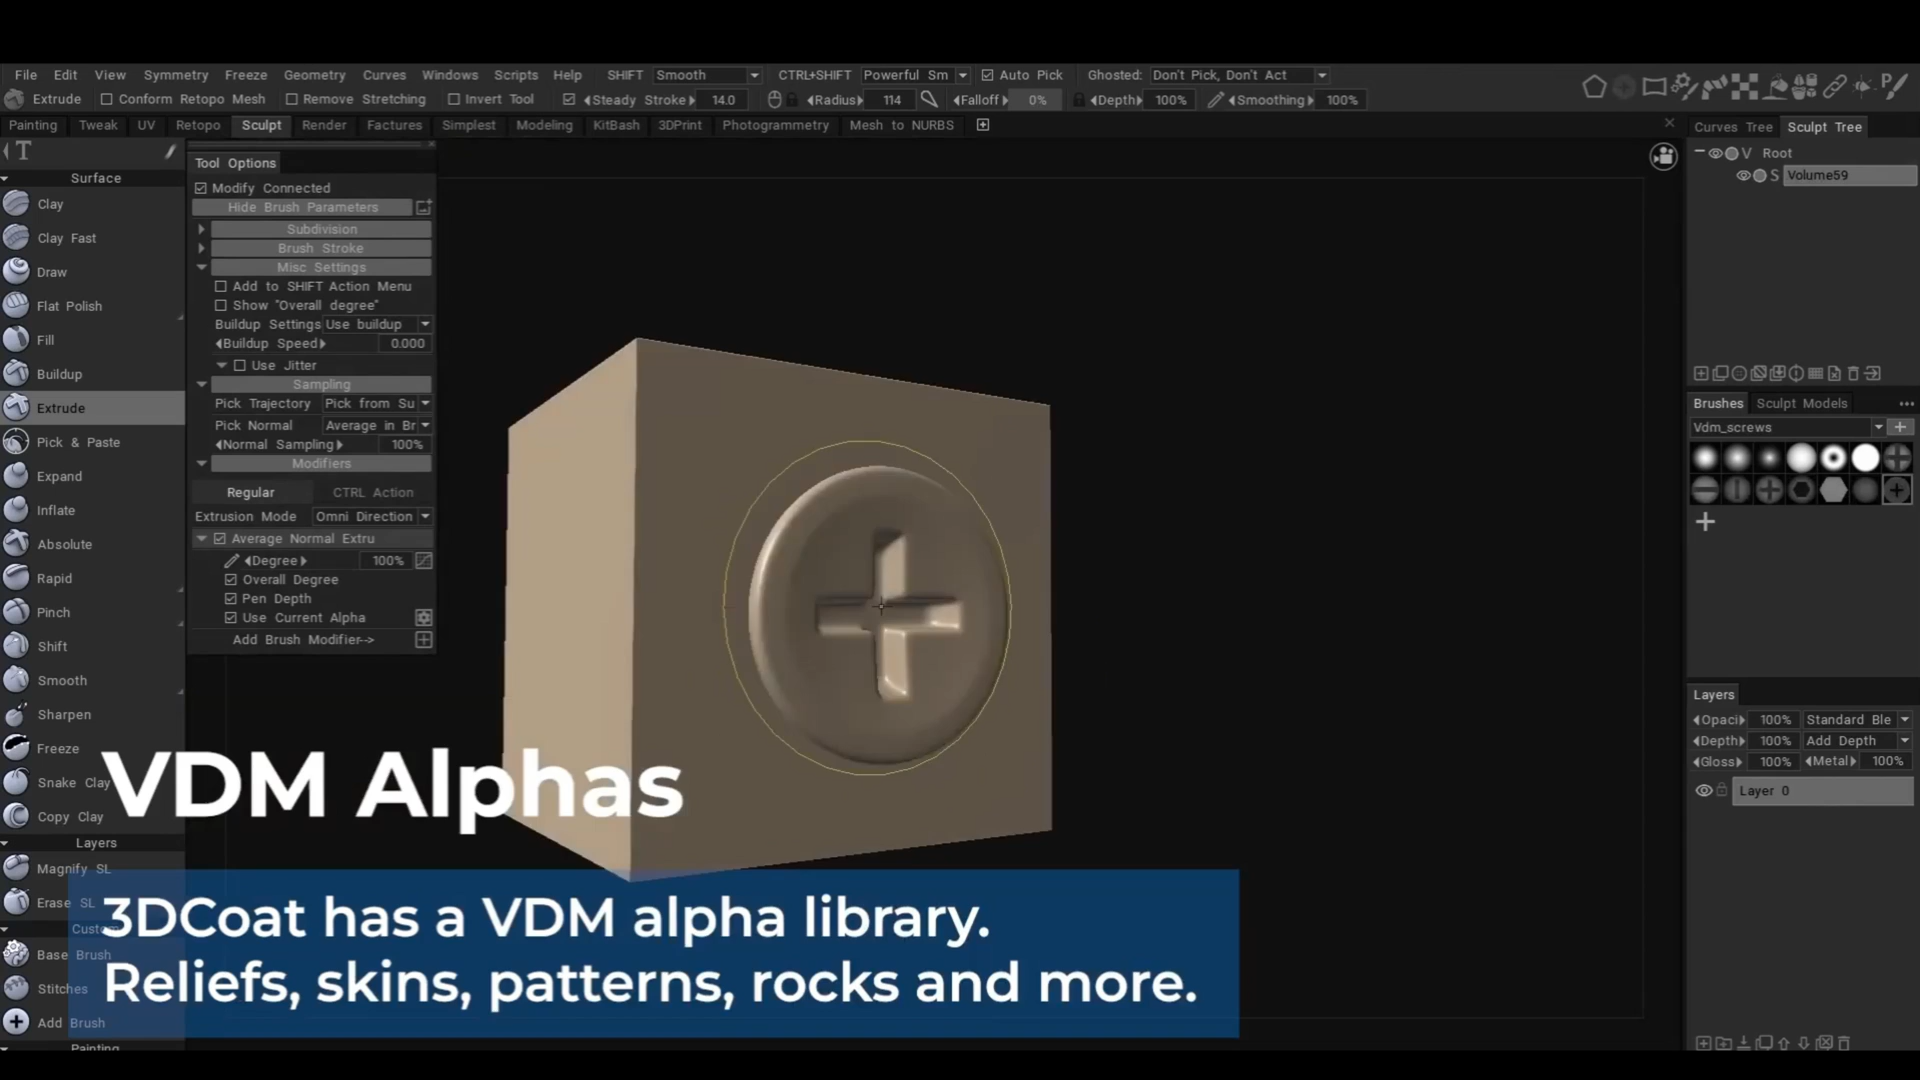 File Edit View Symmetry Freeze Geometry Curves Windows Scripts Help SHIFT Smooth CTRL+SHIFT Powerful Sm Auto Pick Ghosted: Don't Pick, Don't Act
Extrude Conform Retopo Mesh Remove Stretching Invert Tool Steady Stroke 14.0 Radius 114 Falloff 0% Depth 100% Smoothing 100%
Painting Tweak UV Retopo Sculpt Render Factures Simplest Modeling KitBash 3DPrint Photogrammetry Mesh to NURBS
T
Surface
Clay
Clay Fast
Draw
Flat Polish
Fill
Buildup
Extrude
Pick & Paste
Expand
Inflate
Absolute
Rapid
Pinch
Shift
Smooth
Sharpen
Freeze
Snake Clay
Copy Clay
Layers
Magnify SL
Erase SL
Custo
Base Brush
Stitches
Add Brush
Painting
Tool Options
Modify Connected
Hide Brush Parameters
Subdivision
Brush Stroke
Misc Settings
Add to SHIFT Action Menu
Show "Overall degree"
Buildup Settings Use buildup
Buildup Speed 0.000
Use Jitter
Sampling
Pick Trajectory Pick from Su
Pick Normal Average in Br
Normal Sampling 100%
Modifiers
Regular CTRL Action
Extrusion Mode Omni Direction
Average Normal Extru
Degree 100%
Overall Degree
Pen Depth
Use Current Alpha
Add Brush Modifier-->
Curves Tree Sculpt Tree
V Root
S Volume59
Brushes Sculpt Models
Vdm_screws
Layers
Opaci 100% Standard Ble
Depth 100% Add Depth
Gloss 100% Metal 100%
Layer 0
VDM Alphas
3DCoat has a VDM alpha library.
Reliefs, skins, patterns, rocks and more.